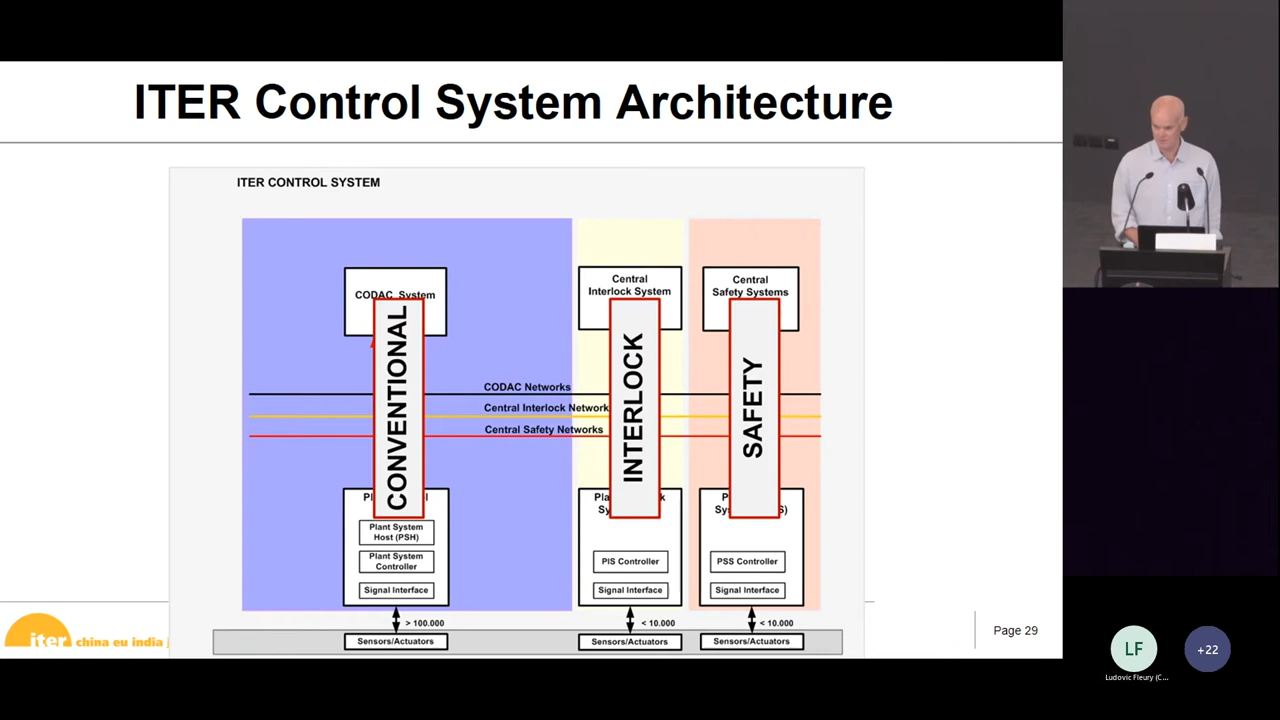 ITER Control System Architecture
ITER CONTROL SYSTEM
CODAC System
Central
Interlock System
Central
Safety Systems
CONVENTIONAL
INTERLOCK
SAFETY
CODAC Networks
Central Interlock Network
Central Safety Networks
Plant System
Host (PSH)
Plant System
Controller
Signal Interface
PIS Controller
Signal Interface
PSS Controller
Signal Interface
> 100.000
< 10.000
< 10.000
Sensors/Actuators
Sensors/Actuators
Sensors/Actuators
iter china eu india
Page 29
LF
+22
Ludovic Fleury (C...